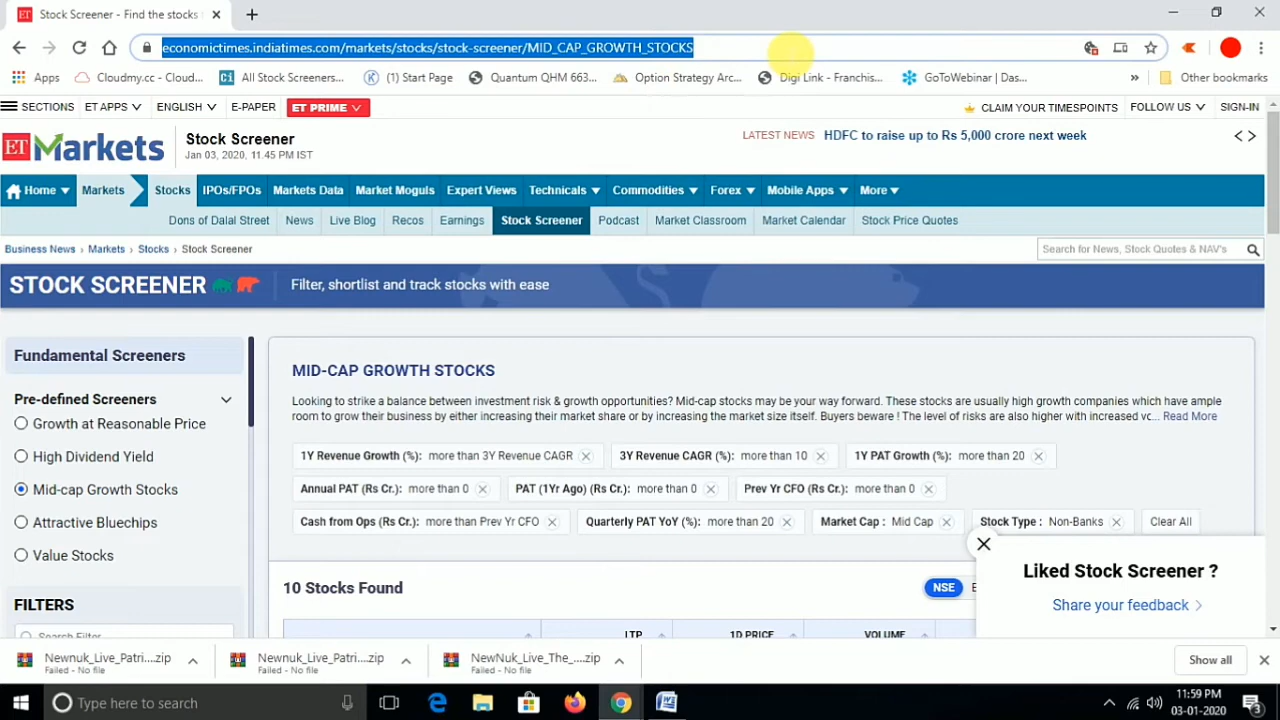 Stock Screener - Find the stocks
economictimes.indiatimes.com/markets/stocks/stock-screener/MID_CAP_GROWTH_STOCKS
Apps Cloudmy.cc - Cloud... All Stock Screeners... (1) Start Page Quantum QHM 663... Option Strategy Arc... Digi Link - Franchis... GoToWebinar | Das... » Other bookmarks
SECTIONS ET APPS ENGLISH E-PAPER ET PRIME CLAIM YOUR TIMESPOINTS FOLLOW US SIGN-IN
ET Markets
Stock Screener
Jan 03, 2020, 11.45 PM IST
LATEST NEWS HDFC to raise up to Rs 5,000 crore next week
Home Markets Stocks IPOs/FPOs Markets Data Market Moguls Expert Views Technicals Commodities Forex Mobile Apps More
Dons of Dalal Street News Live Blog Recos Earnings Stock Screener Podcast Market Classroom Market Calendar Stock Price Quotes
Business News › Markets › Stocks › Stock Screener
Search for News, Stock Quotes & NAV's
STOCK SCREENER Filter, shortlist and track stocks with ease
Fundamental Screeners
Pre-defined Screeners
Growth at Reasonable Price
High Dividend Yield
Mid-cap Growth Stocks
Attractive Bluechips
Value Stocks
FILTERS
Search Filter
MID-CAP GROWTH STOCKS
Looking to strike a balance between investment risk & growth opportunities? Mid-cap stocks may be your way forward. These stocks are usually high growth companies which have ample
room to grow their business by either increasing their market share or by increasing the market size itself. Buyers beware ! The level of risks are also higher with increased vc... Read More
1Y Revenue Growth (%): more than 3Y Revenue CAGR 3Y Revenue CAGR (%): more than 10 1Y PAT Growth (%): more than 20
Annual PAT (Rs Cr.): more than 0 PAT (1Yr Ago) (Rs Cr.): more than 0 Prev Yr CFO (Rs Cr.): more than 0
Cash from Ops (Rs Cr.): more than Prev Yr CFO Quarterly PAT YoY (%): more than 20 Market Cap : Mid Cap Stock Type : Non-Banks Clear All
10 Stocks Found
NSE
LTP 1D PRICE VOLUME
Liked Stock Screener ?
Share your feedback
Newnuk_Live_Patri....zip Newnuk_Live_Patri....zip NewNuk_Live_The_....zip Show all
Failed - No file Failed - No file Failed - No file
Type here to search
11:59 PM
03-01-2020
3